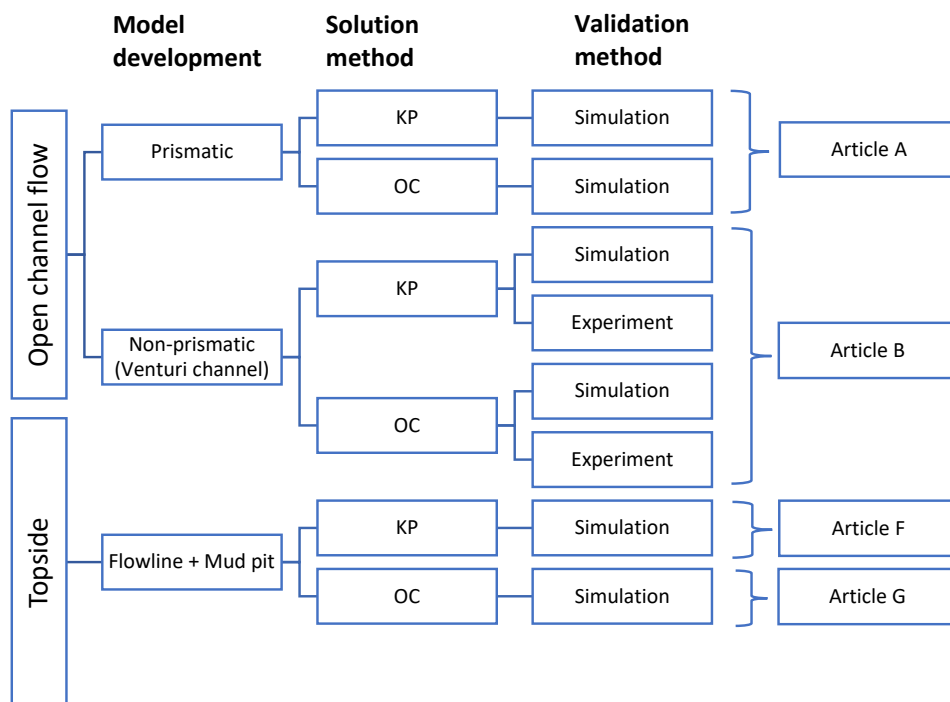 Model
development
Solution
method
Validation
method
Open channel flow
Prismatic
KP
Simulation
OC
Simulation
Article A
Non-prismatic
(Venturi channel)
KP
Simulation
Experiment
OC
Simulation
Experiment
Article B
Topside
Flowline + Mud pit
KP
Simulation
Article F
OC
Simulation
Article G